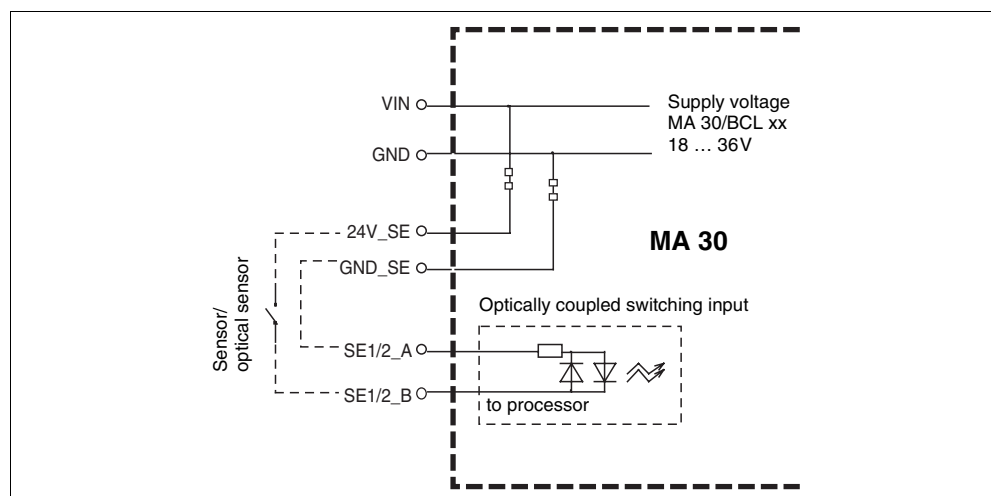 VIN
GND
Supply voltage
MA 30/BCL xx
18 … 36V
24V_SE
GND_SE
MA 30
Sensor/
optical sensor
Optically coupled switching input
SE1/2_A
SE1/2_B
to processor